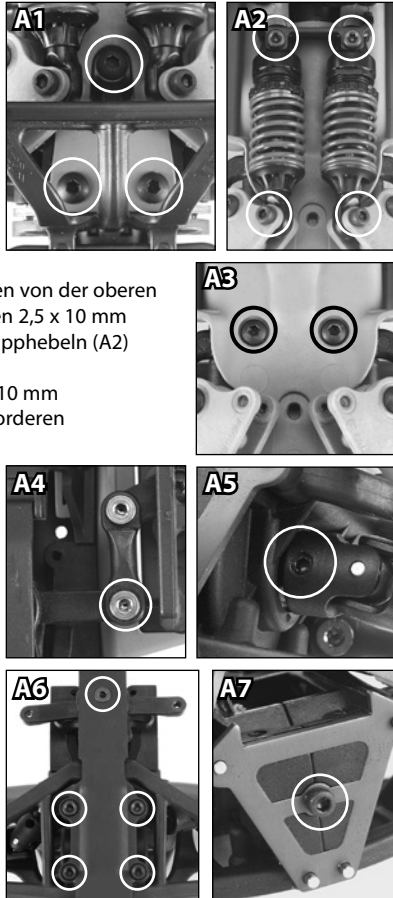 A1
A2
en von der oberen
en 2,5 x 10 mm
pphebeln (A2)
10 mm
orderen
A3
A4
A5
A6
A7